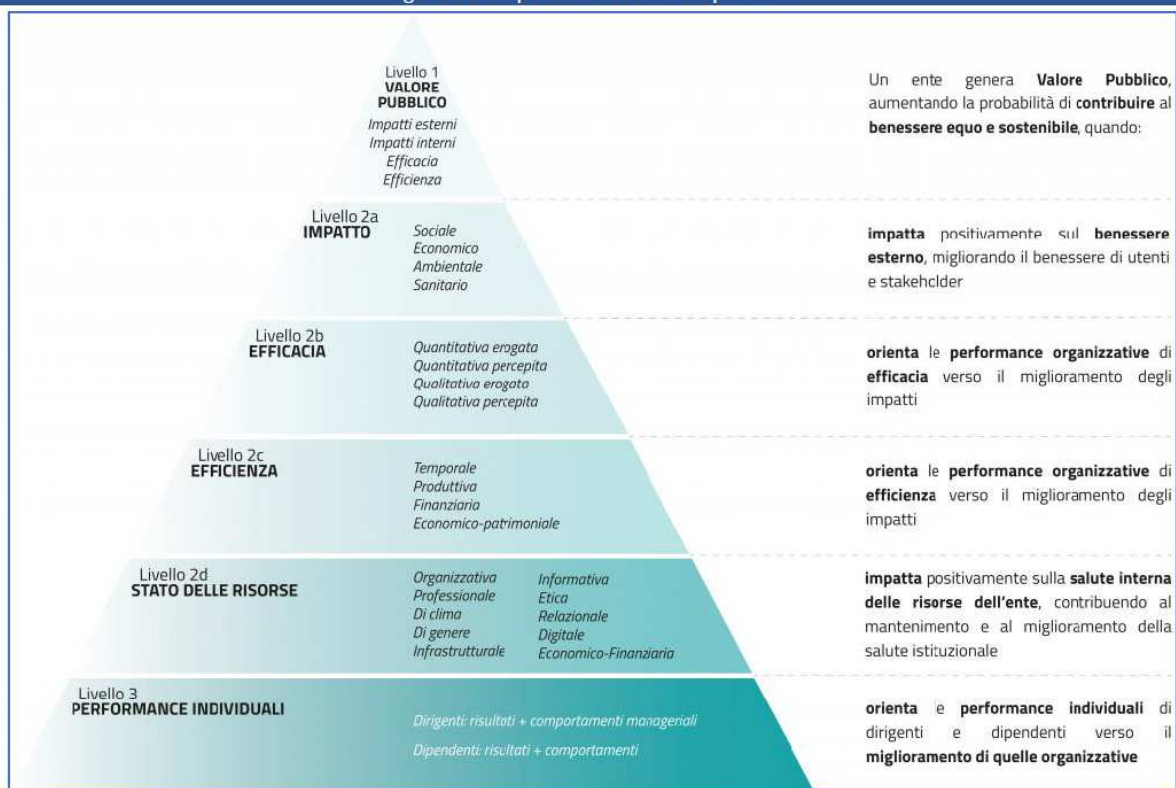 Livello 1
VALORE
PUBBLICO
Impatti esterni
Impatti interni
Efficacia
Efficienza
Un ente genera Valore Pubblico,
aumentando la probabilità di contribuire al
benessere equo e sostenibile, quando:
Livello 2a
IMPATTO
Sociale
Economico
Ambientale
Sanitario
impatta positivamente sul benessere
esterno, migliorando il benessere di utenti
e stakeholder
Livello 2b
EFFICACIA
Quantitativa erogata
Quantitativa percepita
Qualitativa erogata
Qualitativa percepita
orienta le performance organizzative di
efficacia verso il miglioramento degli
impatti
Livello 2c
EFFICIENZA
Temporale
Produttiva
Finanziaria
Economico-patrimoniale
orienta le performance organizzative di
efficienza verso il miglioramento degli
impatti
Livello 2d
STATO DELLE RISORSE
Organizzativa
Professionale
Di clima
Di genere
Infrastrutturale
Informativa
Etica
Relazionale
Digitale
Economico-Finanziaria
impatta positivamente sulla salute interna
delle risorse dell'ente, contribuendo al
mantenimento e al miglioramento della
salute istituzionale
Livello 3
PERFORMANCE INDIVIDUALI
Dirigenti: risultati + comportamenti manageriali
Dipendenti: risultati + comportamenti
orienta le performance individuali di
dirigenti e dipendenti verso il
miglioramento di quelle organizzative